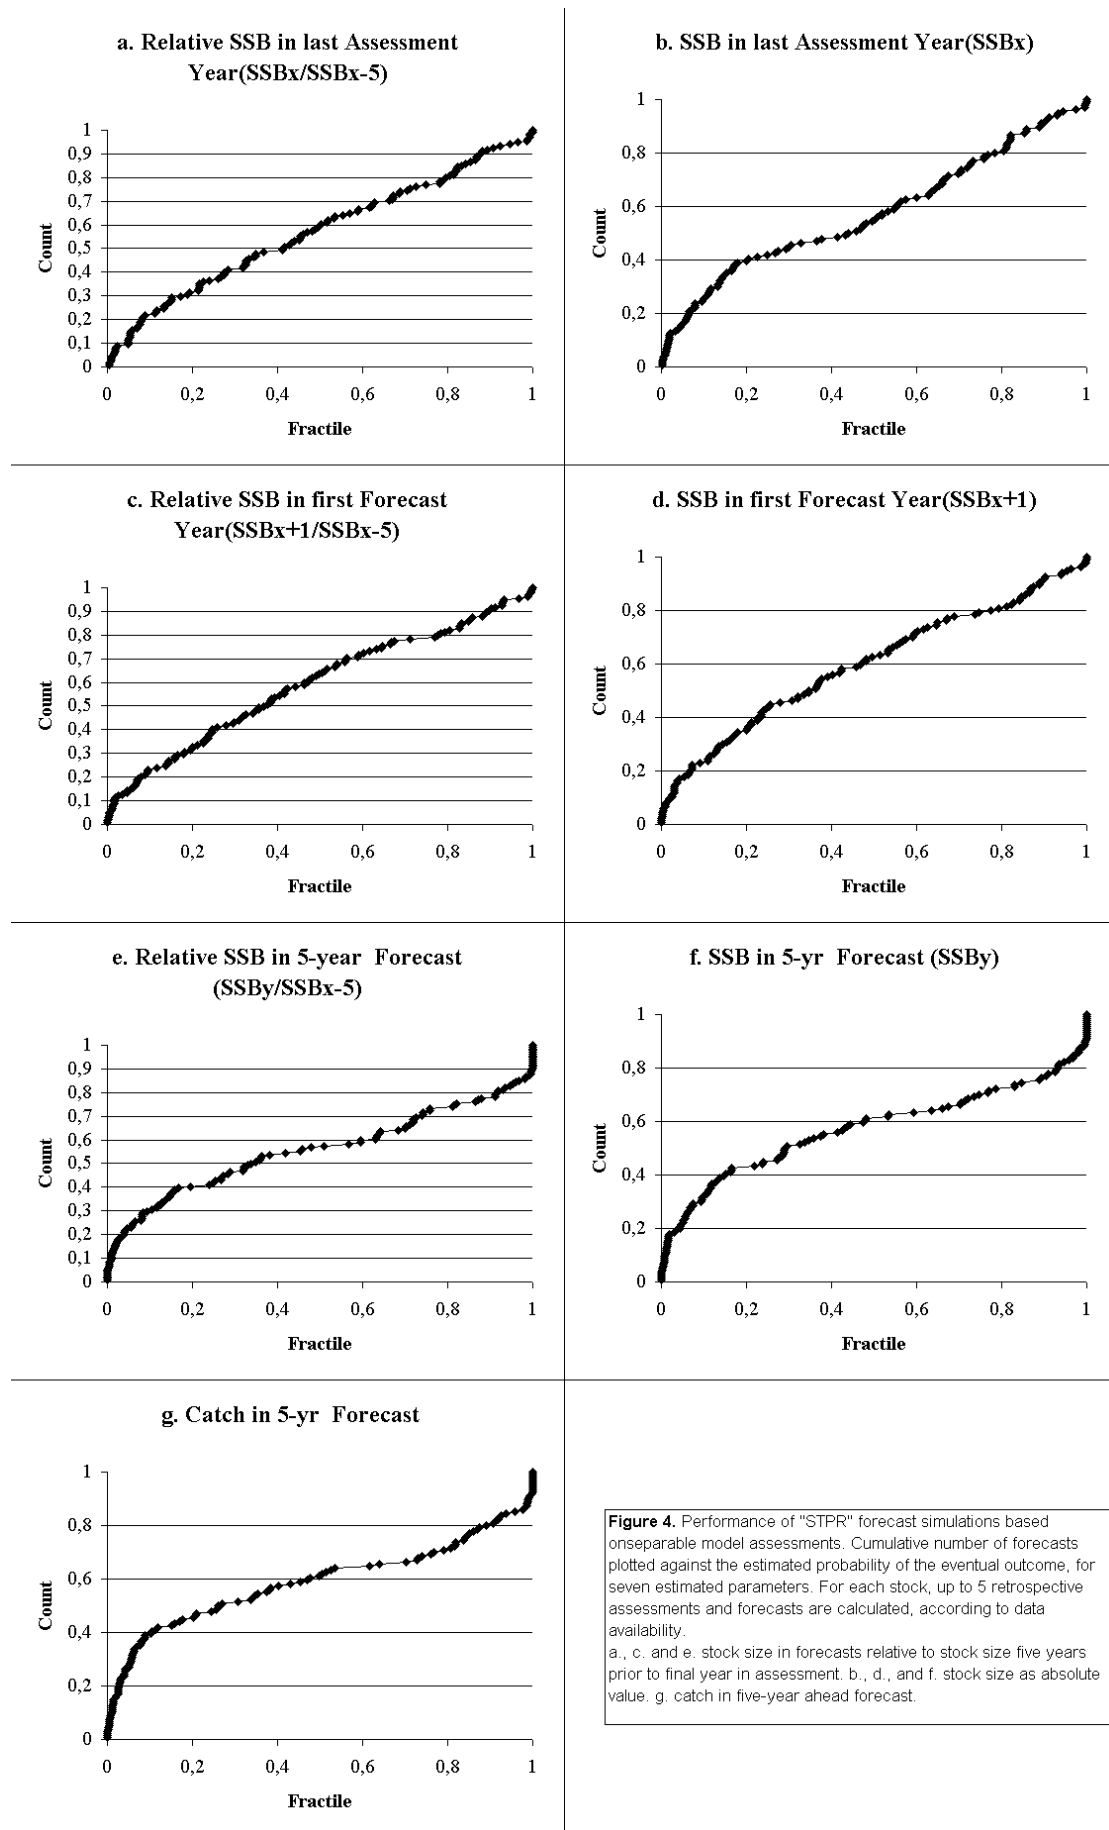 a. Relative SSB in last Assessment
Year(SSBx/SSBx-5)
1
0,9
0,8
0,7
0,6
0,5
0,4
0,3
0,2
0,1
0
Count
0 0,2 0,4 0,6 0,8 1
Fractile
b. SSB in last Assessment Year(SSBx)
1
0,8
0,6
0,4
0,2
0
Count
0 0,2 0,4 0,6 0,8 1
Fractile
c. Relative SSB in first Forecast
Year(SSBx+1/SSBx-5)
1
0,9
0,8
0,7
0,6
0,5
0,4
0,3
0,2
0,1
0
Count
0 0,2 0,4 0,6 0,8 1
Fractile
d. SSB in first Forecast Year(SSBx+1)
1
0,8
0,6
0,4
0,2
0
Count
0 0,2 0,4 0,6 0,8 1
Fractile
e. Relative SSB in 5-year Forecast
(SSBy/SSBx-5)
1
0,9
0,8
0,7
0,6
0,5
0,4
0,3
0,2
0,1
0
Count
0 0,2 0,4 0,6 0,8 1
Fractile
f. SSB in 5-yr Forecast (SSBy)
1
0,8
0,6
0,4
0,2
0
Count
0 0,2 0,4 0,6 0,8 1
Fractile
g. Catch in 5-yr Forecast
1
0,8
0,6
0,4
0,2
0
Count
0 0,2 0,4 0,6 0,8 1
Fractile
Figure 4. Performance of "STPR" forecast simulations based
onseparable model assessments. Cumulative number of forecasts
plotted against the estimated probability of the eventual outcome, for
seven estimated parameters. For each stock, up to 5 retrospective
assessments and forecasts are calculated, according to data
availability.
a., c. and e. stock size in forecasts relative to stock size five years
prior to final year in assessment. b., d., and f. stock size as absolute
value. g. catch in five-year ahead forecast.